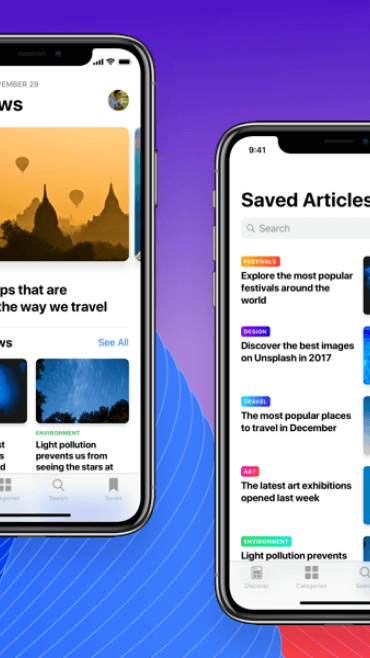 EMBER 29
ws
ps that are
the way we travel
ws
See All
ENVIRONMENT
st
Light pollution
prevents us from
s
seeing the stars at
d
egories
Search
Saved
9:41
Saved Articles
Search
FESTIVALS
Explore the most popular
festivals around the
world
DESIGN
Discover the best images
on Unsplash in 2017
TRAVEL
The most popular places
to travel in December
ART
The latest art exhibitions
opened last week
ENVIRONMENT
Light pollution prevents
Discover
Categories
Sear